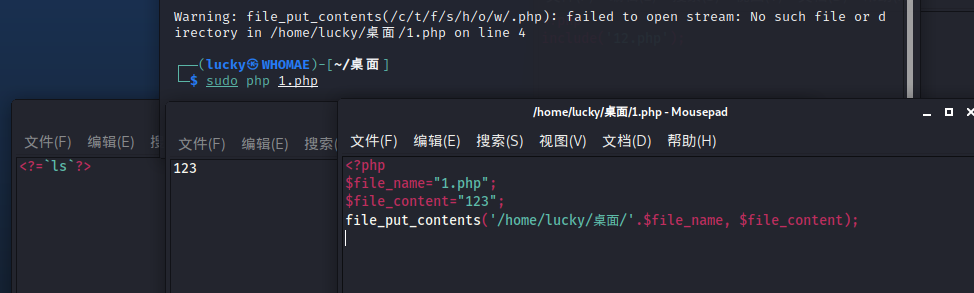 Warning: file_put_contents(/c/t/f/s/h/o/w/.php): failed to open stream: No such file or d
irectory in /home/lucky/桌面/1.php on line 4
┌──(lucky㉿WHOMAE)-[~/桌面]
└─$ sudo php 1.php
/home/lucky/桌面/1.php - Mousepad
文件(F) 编辑(E) 搜
<?=`ls`?>
文件(F) 编辑(E)
123
文件(F) 编辑(E) 搜索(S) 视图(V) 文档(D) 帮助(H)
<?php
$file_name="1.php";
$file_content="123";
file_put_contents('/home/lucky/桌面/'.$file_name, $file_content);